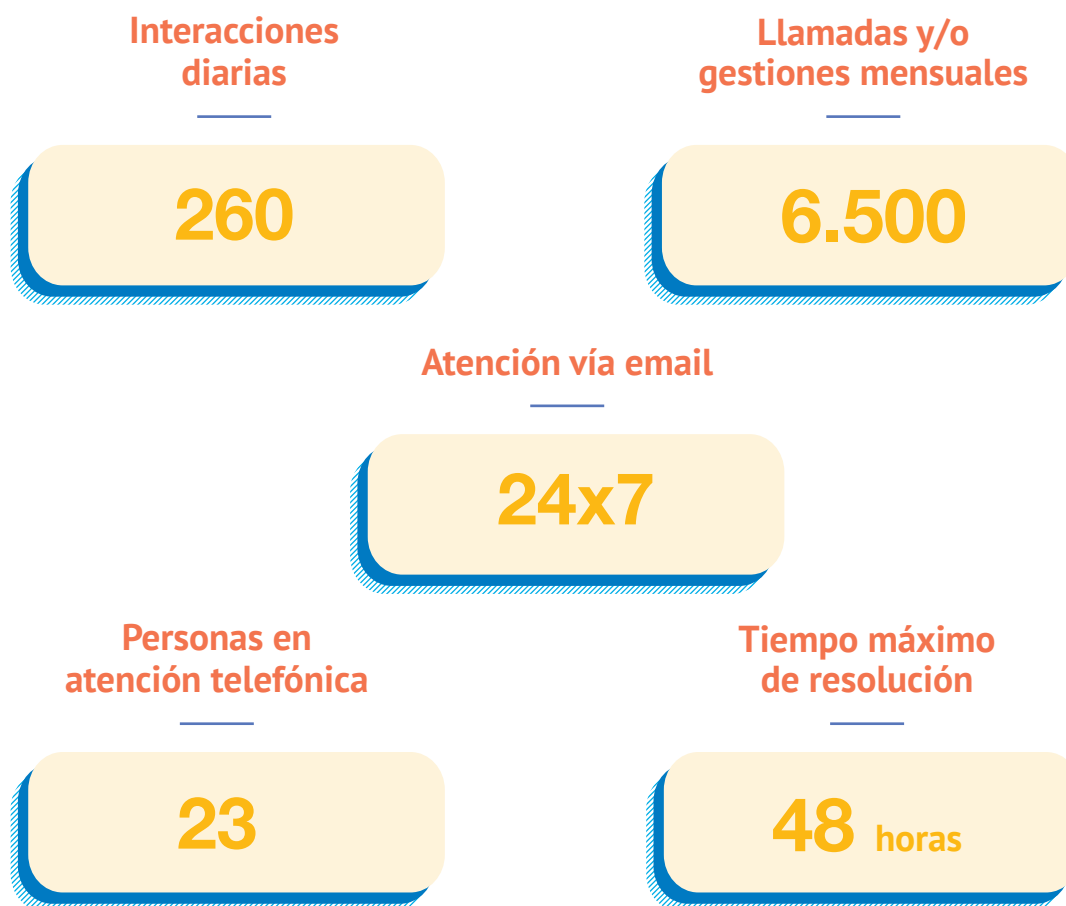 Interacciones
diarias
260
Llamadas y/o
gestiones mensuales
6.500
Atención vía email
24x7
Personas en
atención telefónica
23
Tiempo máximo
de resolución
48 horas